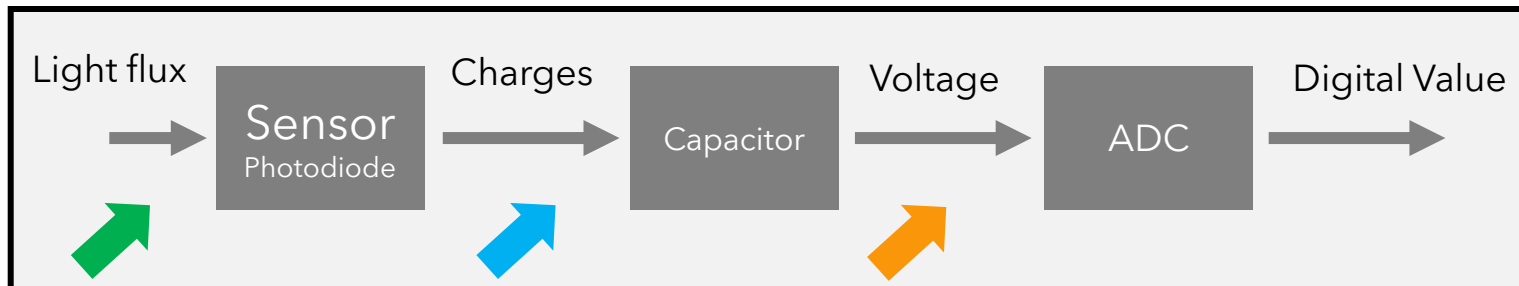 Light flux
Charges
Voltage
Digital Value
Sensor
Photodiode
Capacitor
ADC